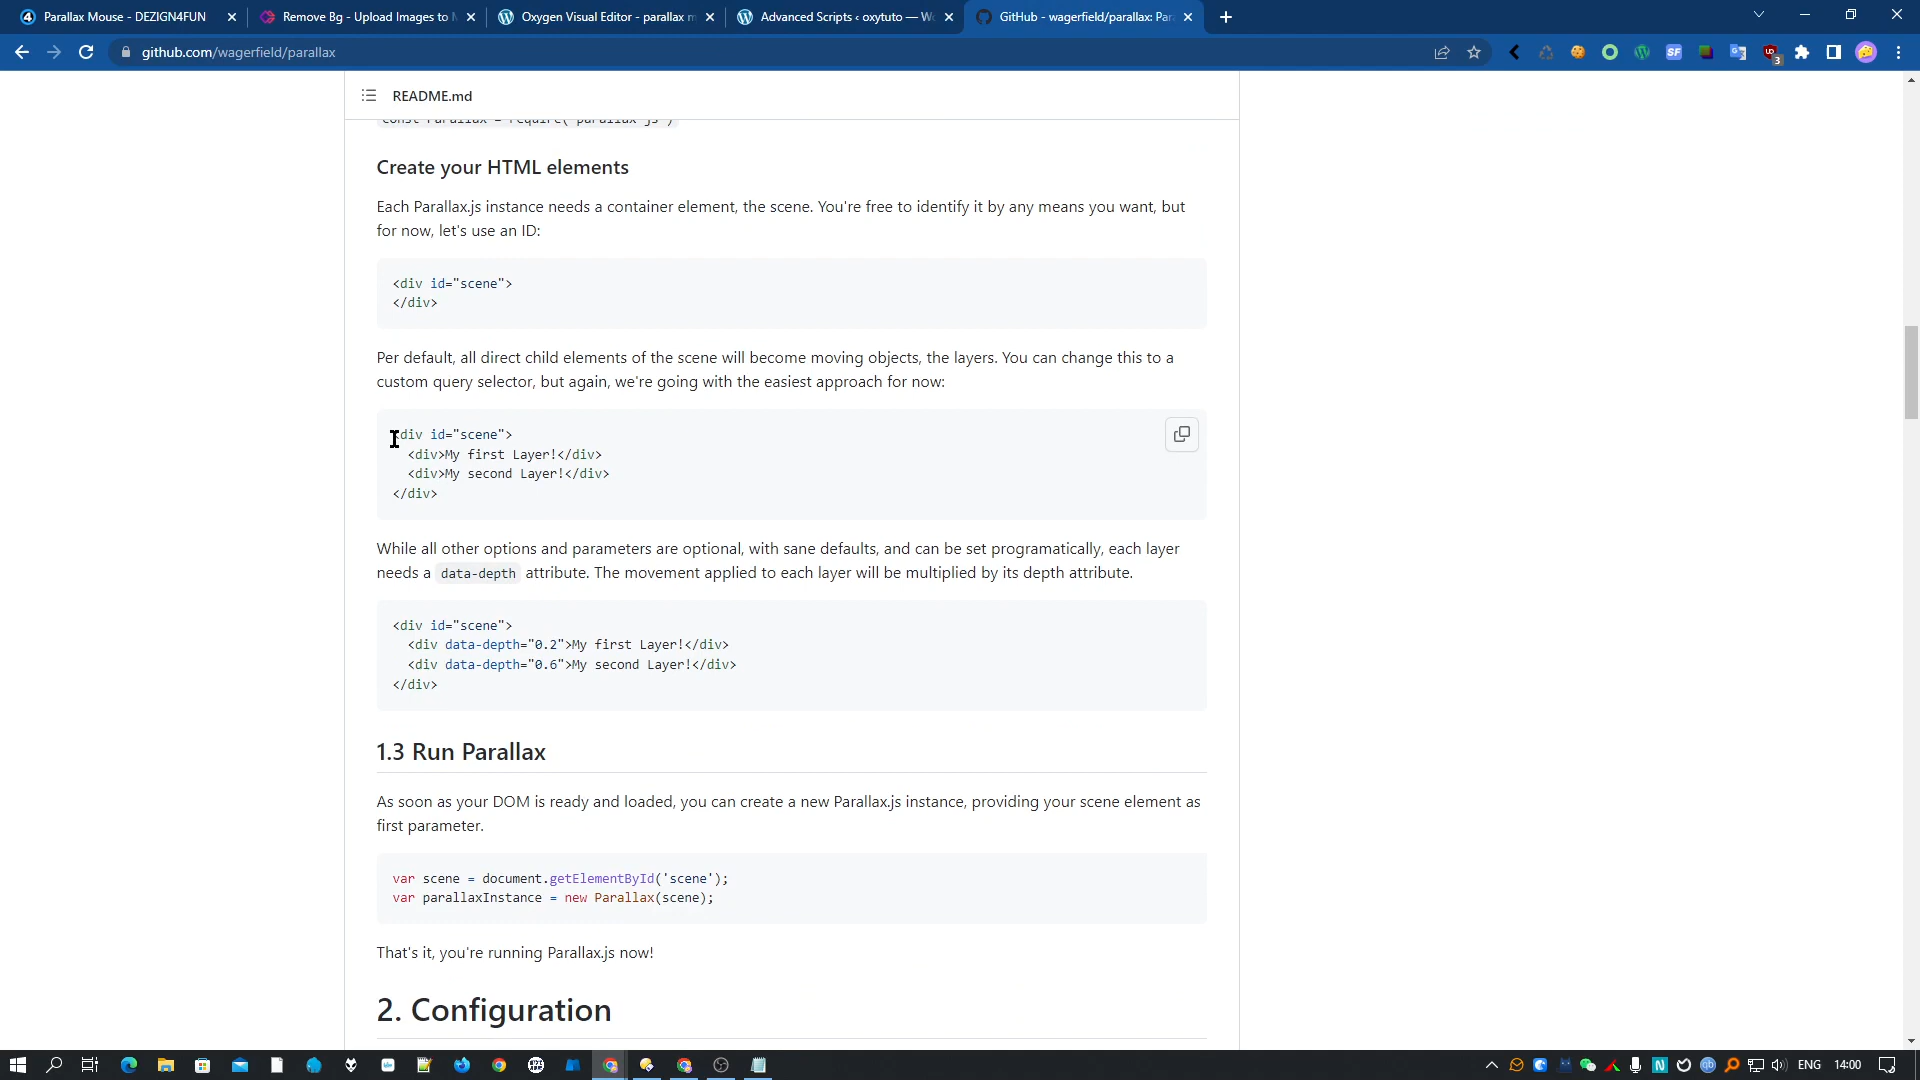 Parallax Mouse - DEZIGN4FUN
Remove Bg - Upload Images to
Oxygen Visual Editor - parallax m
Advanced Scripts ‹ oxytuto — W
GitHub - wagerfield/parallax: Par
github.com/wagerfield/parallax
README.md
const Parallax = require('parallax-js')
Create your HTML elements
Each Parallax.js instance needs a container element, the scene. You're free to identify it by any means you want, but
for now, let's use an ID:
<div id="scene">
</div>
Per default, all direct child elements of the scene will become moving objects, the layers. You can change this to a
custom query selector, but again, we're going with the easiest approach for now:
<div id="scene">
<div>My first Layer!</div>
<div>My second Layer!</div>
</div>
While all other options and parameters are optional, with sane defaults, and can be set programatically, each layer
needs a data-depth attribute. The movement applied to each layer will be multiplied by its depth attribute.
<div id="scene">
<div data-depth="0.2">My first Layer!</div>
<div data-depth="0.6">My second Layer!</div>
</div>
1.3 Run Parallax
As soon as your DOM is ready and loaded, you can create a new Parallax.js instance, providing your scene element as
first parameter.
var scene = document.getElementById('scene');
var parallaxInstance = new Parallax(scene);
That's it, you're running Parallax.js now!
2. Configuration
ENG
14:00